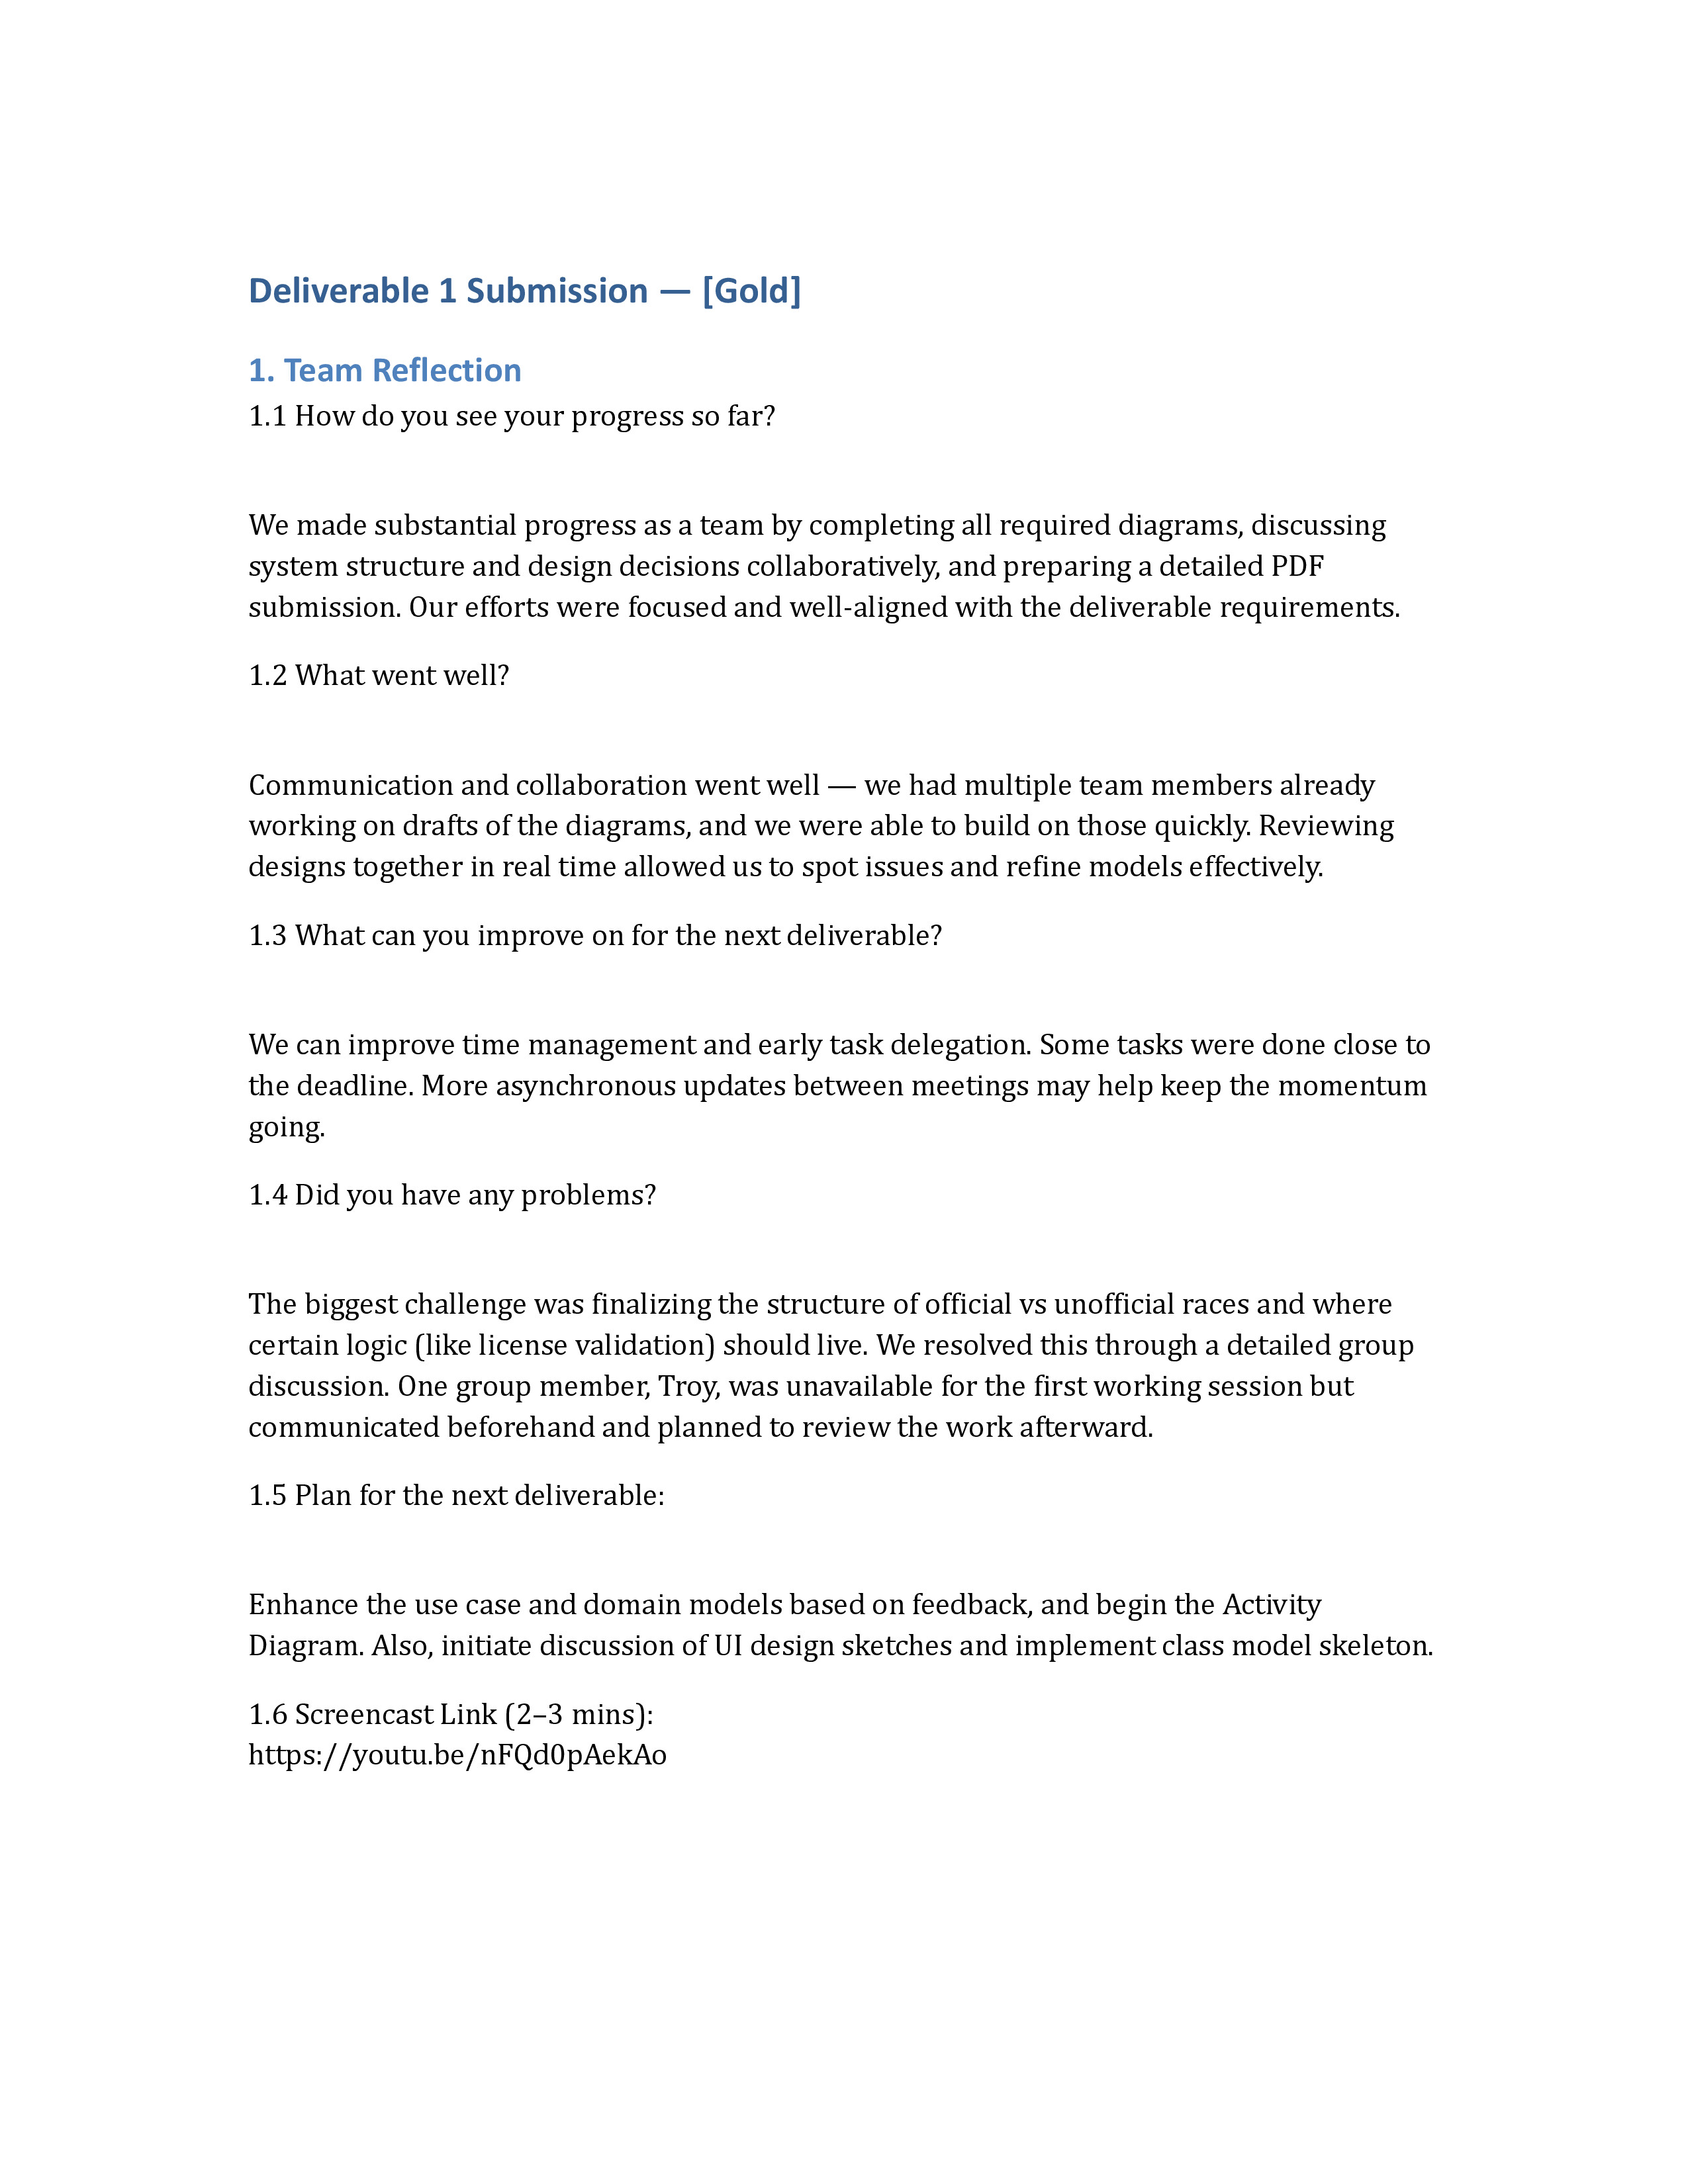 Deliverable 1 Submission — [Gold]
1. Team Reflection
1.1 How do you see your progress so far?
We made substantial progress as a team by completing all required diagrams, discussing
system structure and design decisions collaboratively, and preparing a detailed PDF
submission. Our efforts were focused and well-aligned with the deliverable requirements.
1.2 What went well?
Communication and collaboration went well — we had multiple team members already
working on drafts of the diagrams, and we were able to build on those quickly. Reviewing
designs together in real time allowed us to spot issues and refine models effectively.
1.3 What can you improve on for the next deliverable?
We can improve time management and early task delegation. Some tasks were done close to
the deadline. More asynchronous updates between meetings may help keep the momentum
going.
1.4 Did you have any problems?
The biggest challenge was finalizing the structure of official vs unofficial races and where
certain logic (like license validation) should live. We resolved this through a detailed group
discussion. One group member, Troy, was unavailable for the first working session but
communicated beforehand and planned to review the work afterward.
1.5 Plan for the next deliverable:
Enhance the use case and domain models based on feedback, and begin the Activity
Diagram. Also, initiate discussion of UI design sketches and implement class model skeleton.
1.6 Screencast Link (2–3 mins):
https://youtu.be/nFQd0pAekAo